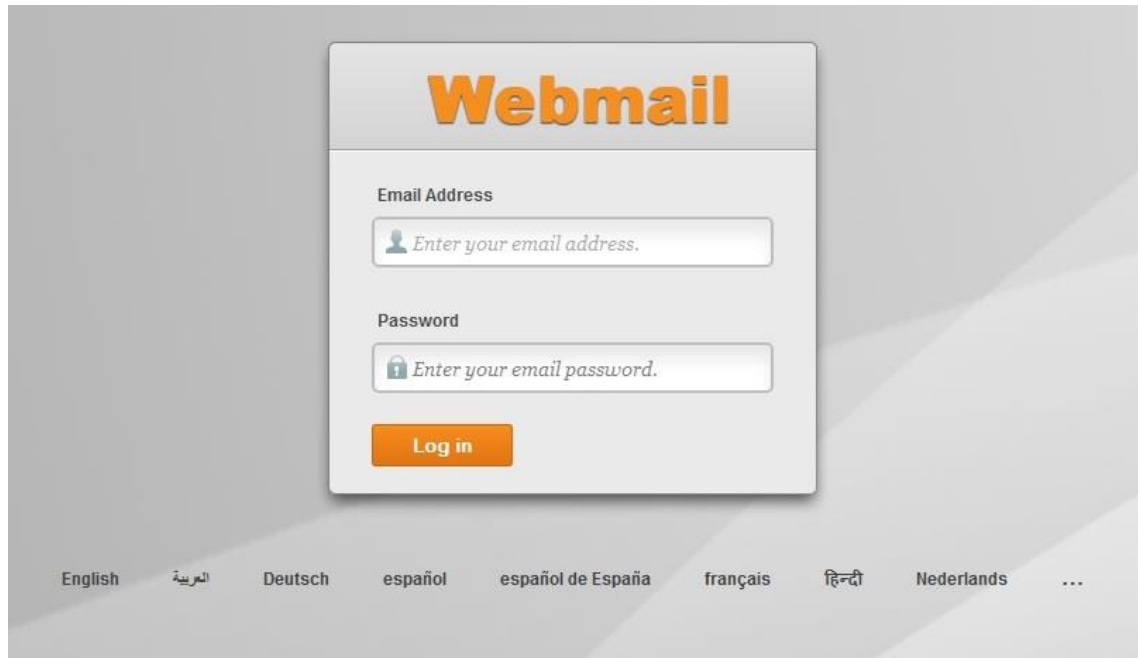 Webmail
Email Address
Enter your email address.
Password
Enter your email password.
Log in
English العربية Deutsch español español de España français हिन्दी Nederlands ...